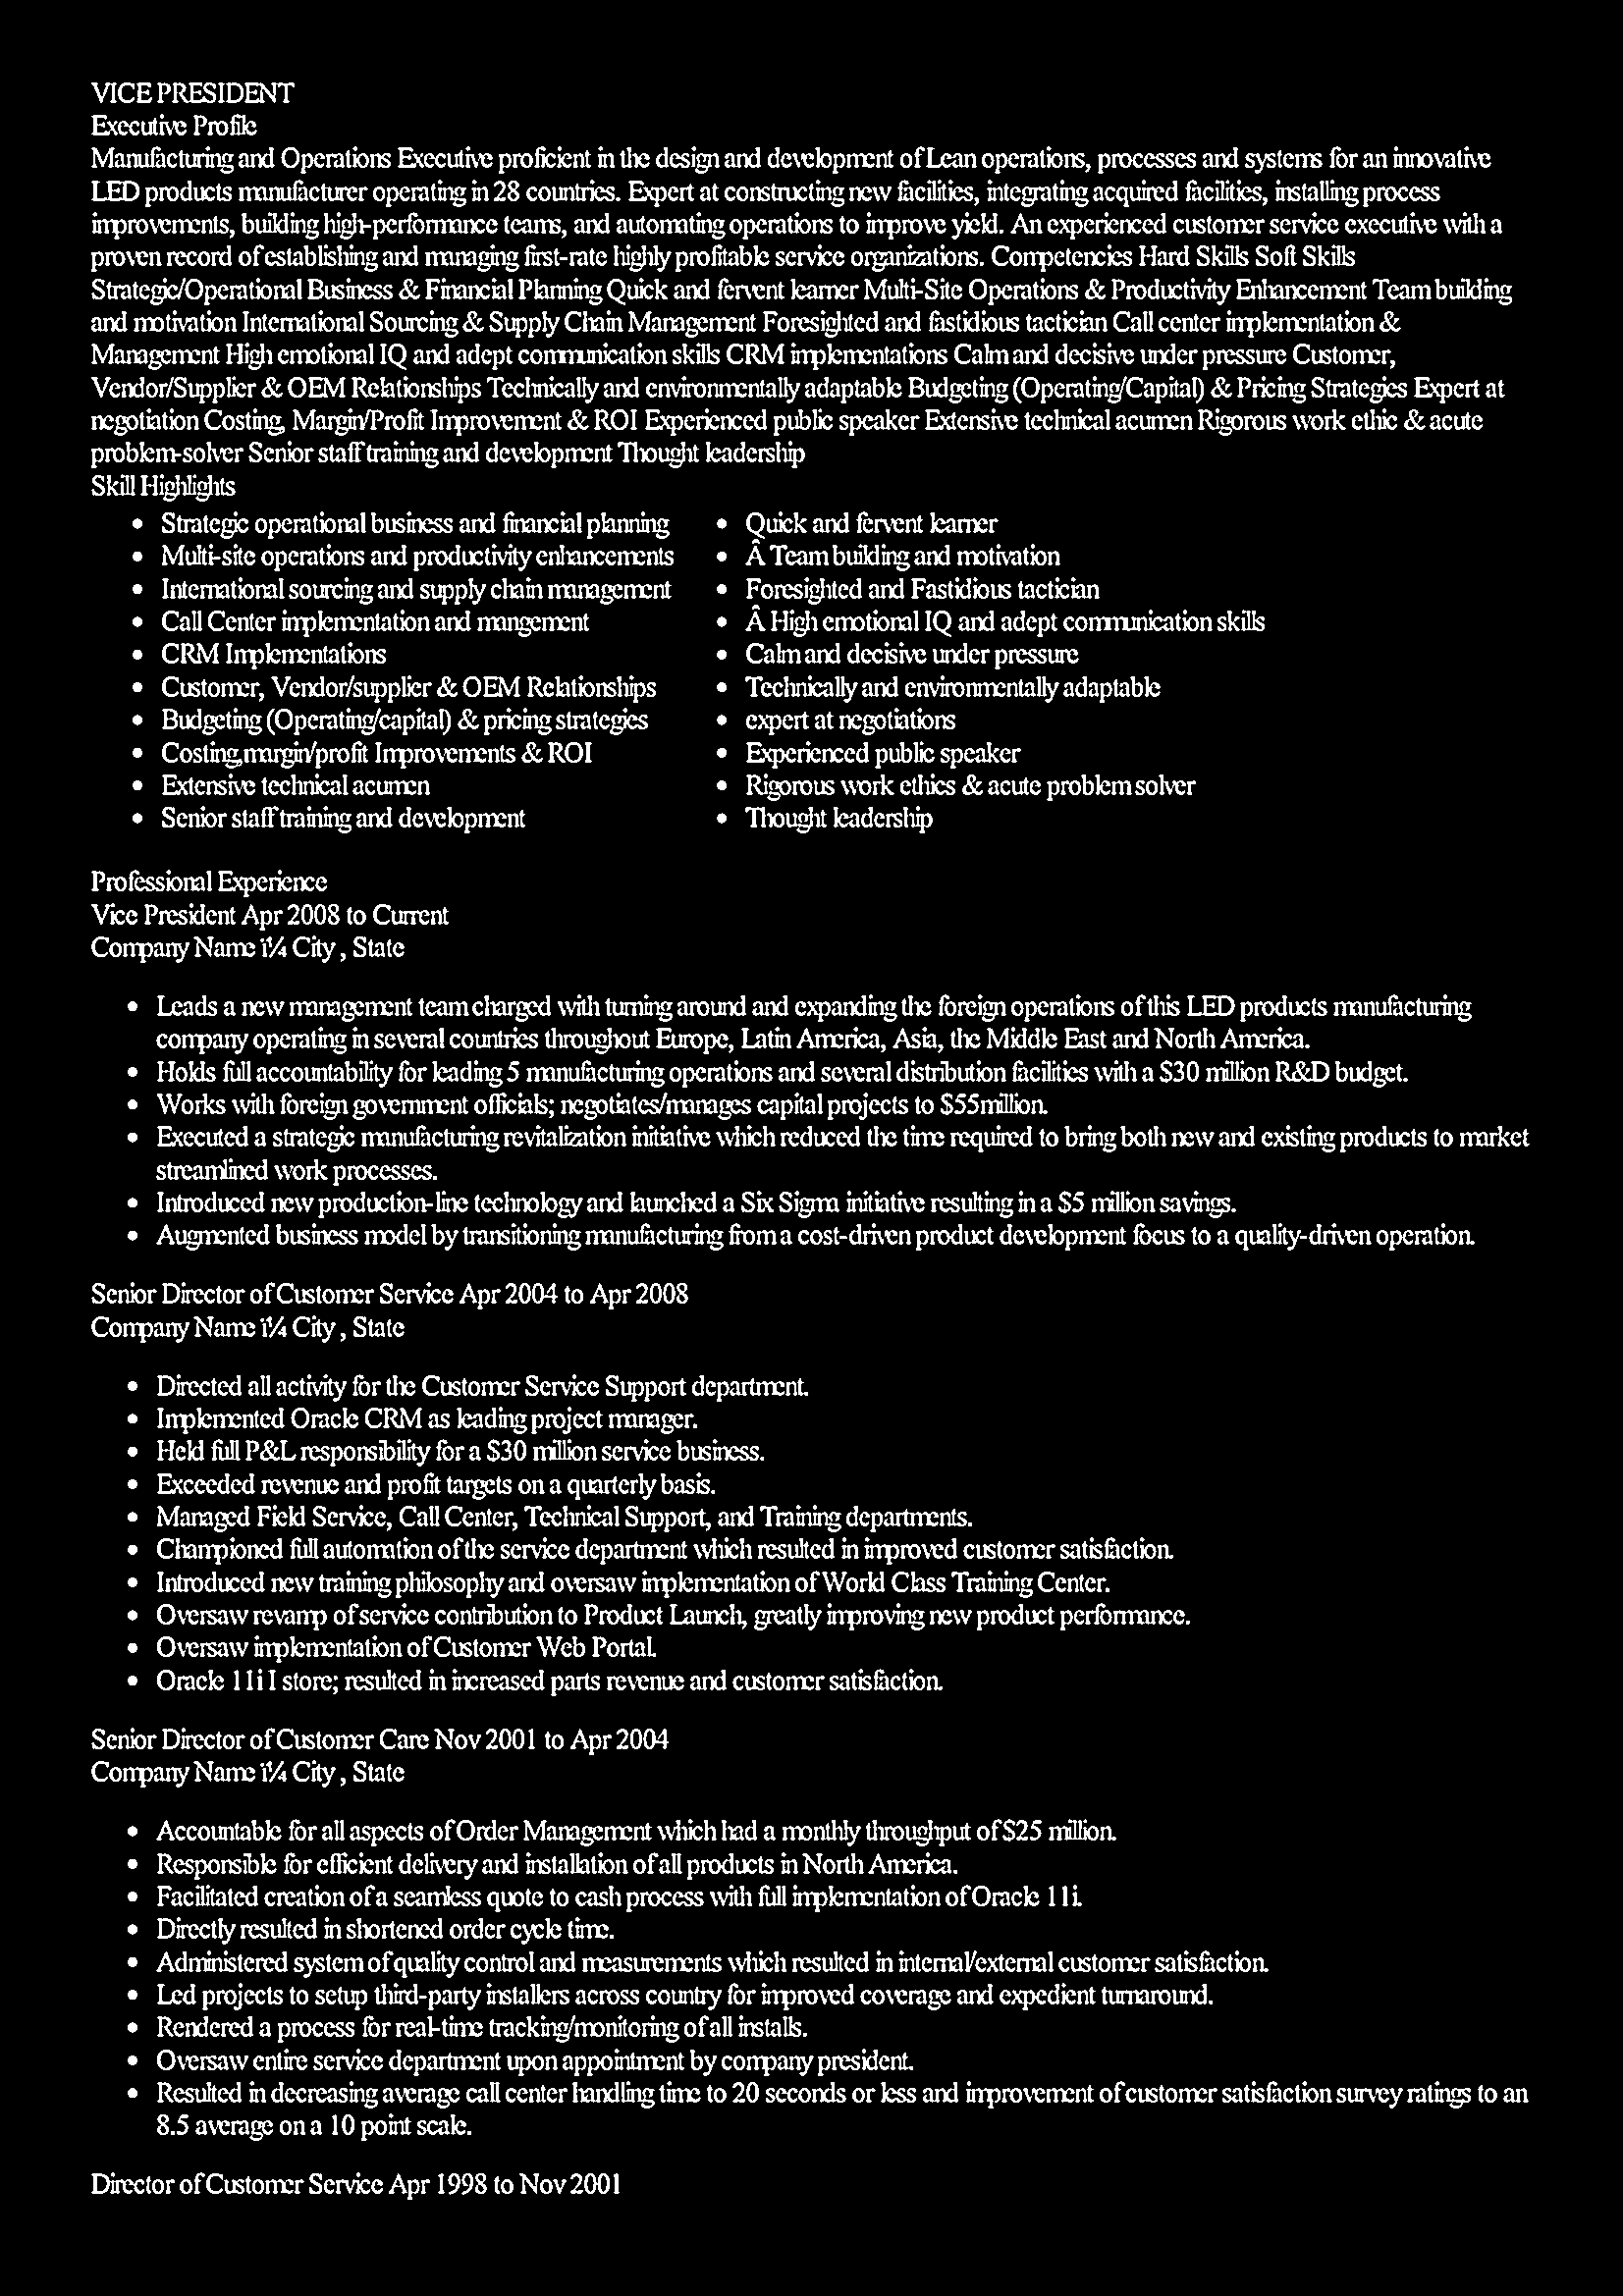 VICE PRESIDENT
Executive Profile
Manufacturing and Operations Executive proficient in the design and development of Lean operations, processes and systems for an innovative
LED products manufacturer operating in 28 countries. Expert at constructing new facilities, integrating acquired facilities, installing process
improvements, building high-performance teams, and automating operations to improve yield. An experienced customer service executive with a
proven record of establishing and managing first-rate highly profitable service organizations. Competencies Hard Skills Soft Skills
Strategic/Operational Business & Financial Planning Quick and fervent learner Multi-Site Operations & Productivity Enhancement Team building
and motivation International Sourcing & Supply Chain Management Foresighted and fastidious tactician Call center implementation &
Management High emotional IQ and adept communication skills CRM implementations Calm and decisive under pressure Customer,
Vendor/Supplier & OEM Relationships Technically and environmentally adaptable Budgeting (Operating/Capital) & Pricing Strategies Expert at
negotiation Costing, Margin/Profit Improvement & ROI Experienced public speaker Extensive technical acumen Rigorous work ethic & acute
problem-solver Senior staff training and development Thought leadership
Skill Highlights
• Strategic operational business and financial planning
• Multi-site operations and productivity enhancements
• International sourcing and supply chain management
• Call Center implementation and mangement
• CRM Implementations
• Customer, Vendor/supplier & OEM Relationships
• Budgeting (Operating/capital) & pricing strategies
• Costing,margin/profit Improvements & ROI
• Extensive technical acumen
• Senior staff training and development
• Quick and fervent learner
• Â Team building and motivation
• Foresighted and Fastidious tactician
• Â High emotional IQ and adept communication skills
• Calm and decisive under pressure
• Technically and environmentally adaptable
• expert at negotiations
• Experienced public speaker
• Rigorous work ethics & acute problem solver
• Thought leadership
Professional Experience
Vice President Apr 2008 to Current
Company Name ï¼ City , State
• Leads a new management team charged with turning around and expanding the foreign operations of this LED products manufacturing
company operating in several countries throughout Europe, Latin America, Asia, the Middle East and North America.
• Holds full accountability for leading 5 manufacturing operations and several distribution facilities with a $30 million R&D budget.
• Works with foreign government officials; negotiates/manages capital projects to $55million.
• Executed a strategic manufacturing revitalization initiative which reduced the time required to bring both new and existing products to market
streamlined work processes.
• Introduced new production-line technology and launched a Six Sigma initiative resulting in a $5 million savings.
• Augmented business model by transitioning manufacturing from a cost-driven product development focus to a quality-driven operation.
Senior Director of Customer Service Apr 2004 to Apr 2008
Company Name ï¼ City , State
• Directed all activity for the Customer Service Support department.
• Implemented Oracle CRM as leading project manager.
• Held full P&L responsibility for a $30 million service business.
• Exceeded revenue and profit targets on a quarterly basis.
• Managed Field Service, Call Center, Technical Support, and Training departments.
• Championed full automation of the service department which resulted in improved customer satisfaction.
• Introduced new training philosophy and oversaw implementation of World Class Training Center.
• Oversaw revamp of service contribution to Product Launch, greatly improving new product performance.
• Oversaw implementation of Customer Web Portal.
• Oracle 11i I store; resulted in increased parts revenue and customer satisfaction.
Senior Director of Customer Care Nov 2001 to Apr 2004
Company Name ï¼ City , State
• Accountable for all aspects of Order Management which had a monthly throughput of $25 million.
• Responsible for efficient delivery and installation of all products in North America.
• Facilitated creation of a seamless quote to cash process with full implementation of Oracle 11i.
• Directly resulted in shortened order cycle time.
• Administered system of quality control and measurements which resulted in internal/external customer satisfaction.
• Led projects to setup third-party installers across country for improved coverage and expedient turnaround.
• Rendered a process for real-time tracking/monitoring of all installs.
• Oversaw entire service department upon appointment by company president.
• Resulted in decreasing average call center handling time to 20 seconds or less and improvement of customer satisfaction survey ratings to an
8.5 average on a 10 point scale.
Director of Customer Service Apr 1998 to Nov 2001